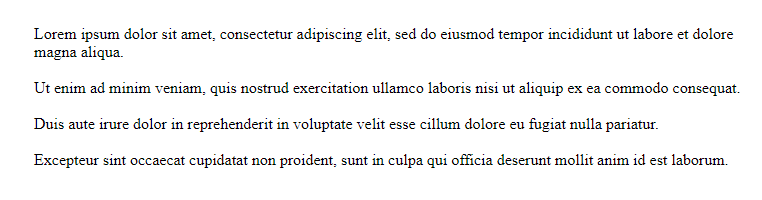 Lorem ipsum dolor sit amet, consectetur adipiscing elit, sed do eiusmod tempor incididunt ut labore et dolore
magna aliqua.
Ut enim ad minim veniam, quis nostrud exercitation ullamco laboris nisi ut aliquip ex ea commodo consequat.
Duis aute irure dolor in reprehenderit in voluptate velit esse cillum dolore eu fugiat nulla pariatur.
Excepteur sint occaecat cupidatat non proident, sunt in culpa qui officia deserunt mollit anim id est laborum.